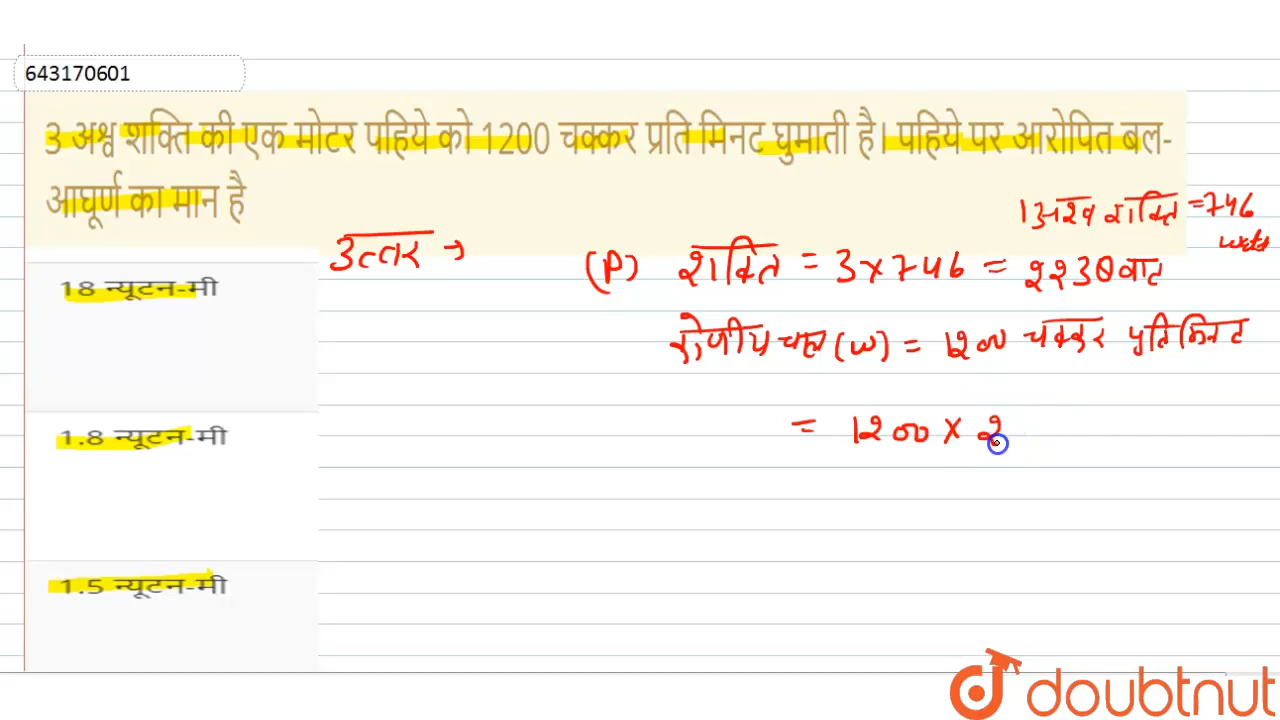 643170601
3 अश्व शक्ति की एक मोटर पहिये को 1200 चक्कर प्रति मिनट घुमाती है। पहिये पर आरोपित बल-
आघूर्ण का मान है
1 अश्व शक्ति = 746
उत्तर →
(P) शक्ति = 3 x 746 = 2238 वाट
18 न्यूटन-मी
(w) = 1200 चक्कर प्रति मिनट
= 1200 x 2
1.8 न्यूटन-मी
1.5 न्यूटन-मी
doubtnut